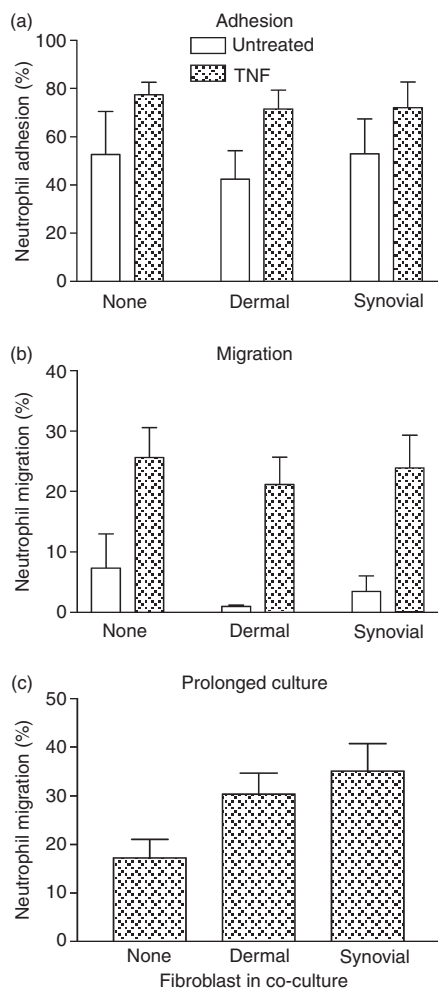 (a) Adhesion
Untreated
TNF
Neutrophil adhesion (%)
100
80
60
40
20
0
None Dermal Synovial
(b) Migration
Neutrophil migration (%)
40
30
20
10
0
None Dermal Synovial
(c) Prolonged culture
Neutrophil migration (%)
50
40
30
20
10
0
None Dermal Synovial
Fibroblast in co-culture